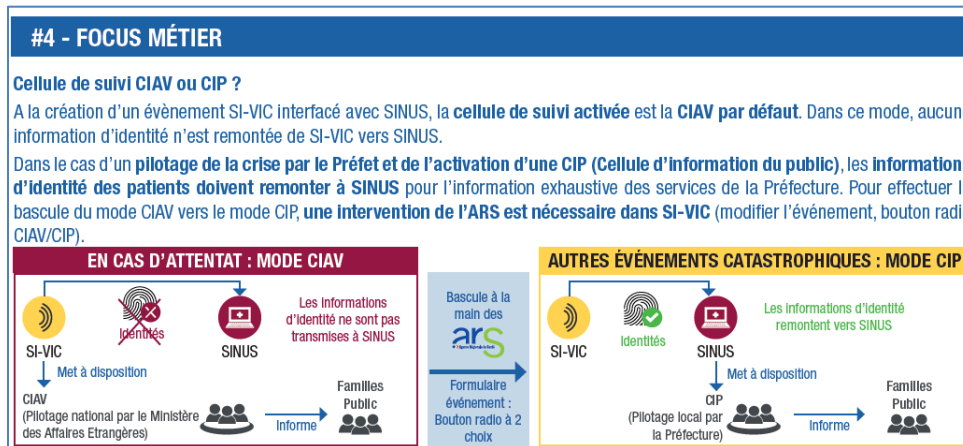 #4 - FOCUS MÉTIER
Cellule de suivi CIAV ou CIP ?
A la création d'un évènement SI-VIC interfacé avec SINUS, la cellule de suivi activée est la CIAV par défaut. Dans ce mode, aucun
information d'identité n'est remontée de SI-VIC vers SINUS.
Dans le cas d'un pilotage de la crise par le Préfet et de l'activation d'une CIP (Cellule d'information du public), les information
d'identité des patients doivent remonter à SINUS pour l'information exhaustive des services de la Préfecture. Pour effectuer l
bascule du mode CIAV vers le mode CIP, une intervention de l'ARS est nécessaire dans SI-VIC (modifier l'événement, bouton radi
CIAV/CIP).
EN CAS D'ATTENTAT : MODE CIAV
Identités
Les informations
d'identité ne sont pas
transmises à SINUS
SI-VIC
SINUS
Met à disposition
CIAV
(Pilotage national par le Ministère
des Affaires Etrangères)
Informe
Familles
Public
Bascule à la
main des
ars
Formulaire
événement :
Bouton radio à 2
choix
AUTRES ÉVÉNEMENTS CATASTROPHIQUES : MODE CIP
Identités
Les informations d'identité
remontent vers SINUS
SI-VIC
SINUS
Met à disposition
CIP
(Pilotage local par
la Préfecture)
Informe
Familles
Public